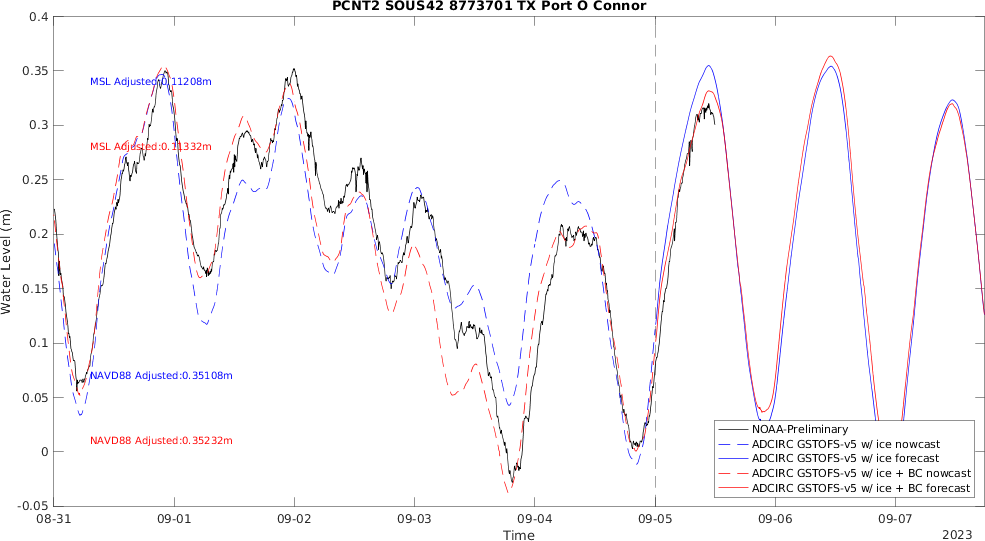 PCNT2 SOUS42 8773701 TX Port O Connor
0.4
0.35
0.3
0.25
0.2
0.15
0.1
0.05
0
-0.05
Water Level (m)
MSL Adjusted:0.11208m
MSL Adjusted:0.11332m
NAVD88 Adjusted:0.35108m
NAVD88 Adjusted:0.35232m
NOAA-Preliminary
ADCIRC GSTOFS-v5 w/ ice nowcast
ADCIRC GSTOFS-v5 w/ ice forecast
ADCIRC GSTOFS-v5 w/ ice + BC nowcast
ADCIRC GSTOFS-v5 w/ ice + BC forecast
08-31 09-01 09-02 09-03 09-04 09-05 09-06 09-07
Time
2023